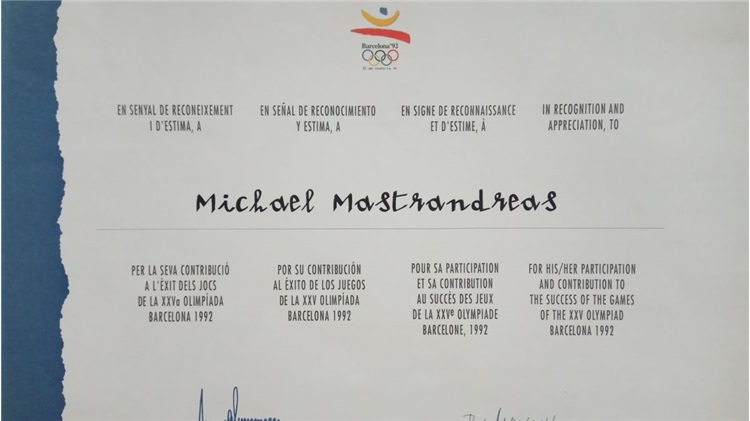 Barcelona'92
EN SENYAL DE RECONEIXEMENT
I D'ESTIMA, A
EN SEÑAL DE RECONOCIMIENTO
Y ESTIMA, A
EN SIGNE DE RECONNAISSANCE
ET D'ESTIME, À
IN RECOGNITION AND
APPRECIATION, TO
Michael Mastrandreas
PER LA SEVA CONTRIBUCIÓ
A L'ÈXIT DELS JOCS
DE LA XXVa OLIMPÍADA
BARCELONA 1992
POR SU CONTRIBUCIÓN
AL ÉXITO DE LOS JUEGOS
DE LA XXV OLIMPÍADA
BARCELONA 1992
POUR SA PARTICIPATION
ET SA CONTRIBUTION
AU SUCCÉS DES JEUX
DE LA XXVe OLYMPIADE
BARCELONE, 1992
FOR HIS/HER PARTICIPATION
AND CONTRIBUTION TO
THE SUCCESS OF THE GAMES
OF THE XXV OLYMPIAD
BARCELONA 1992